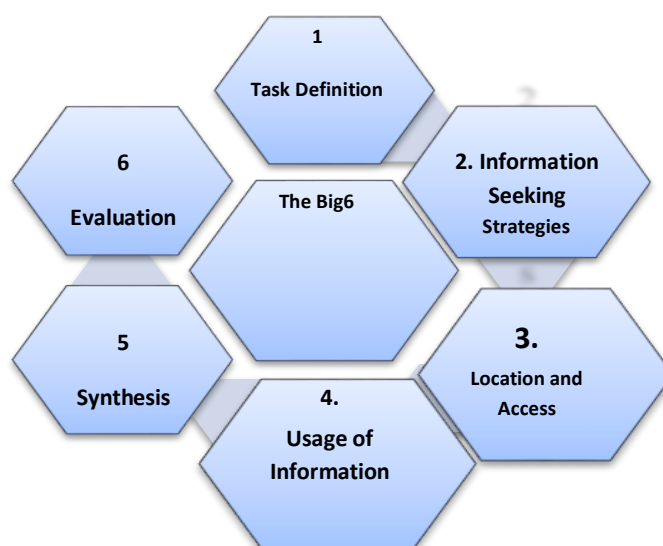 1
Task Definition
2. Information
Seeking
Strategies
3.
Location and
Access
4.
Usage of
Information
5
Synthesis
6
Evaluation
The Big6